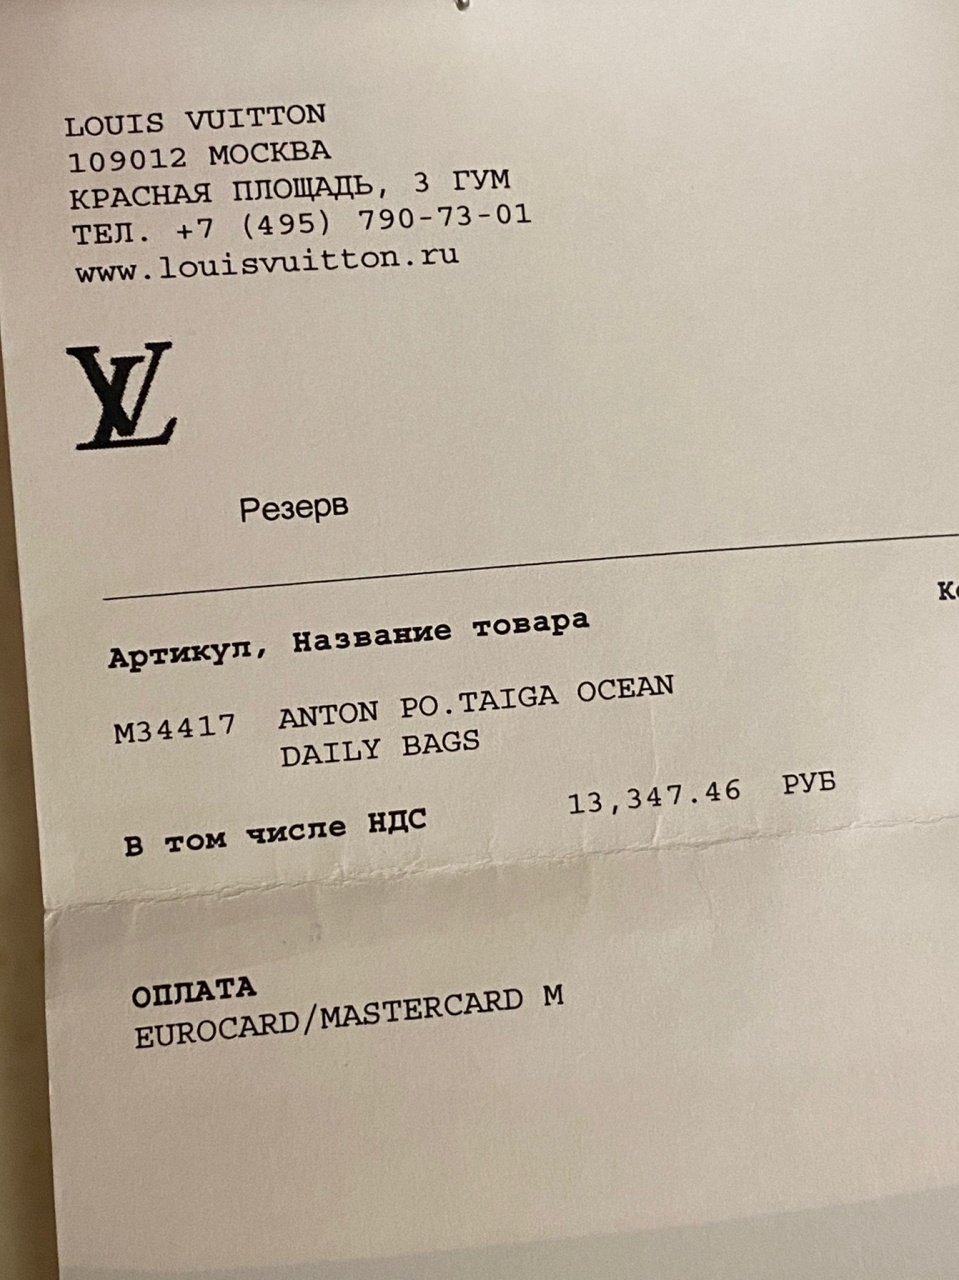 LOUIS VUITTON
109012 МОСКВА
КРАСНАЯ ПЛОЩАДЬ, 3 ГУМ
ТЕЛ. +7 (495) 790-73-01
www.louisvuitton.ru
LV
Резерв
Артикул, Название товара
M34417 ANTON PO.TAIGA OCEAN
DAILY BAGS
В том числе НДС 13,347.46 РУБ
ОПЛАТА
EUROCARD/MASTERCARD M